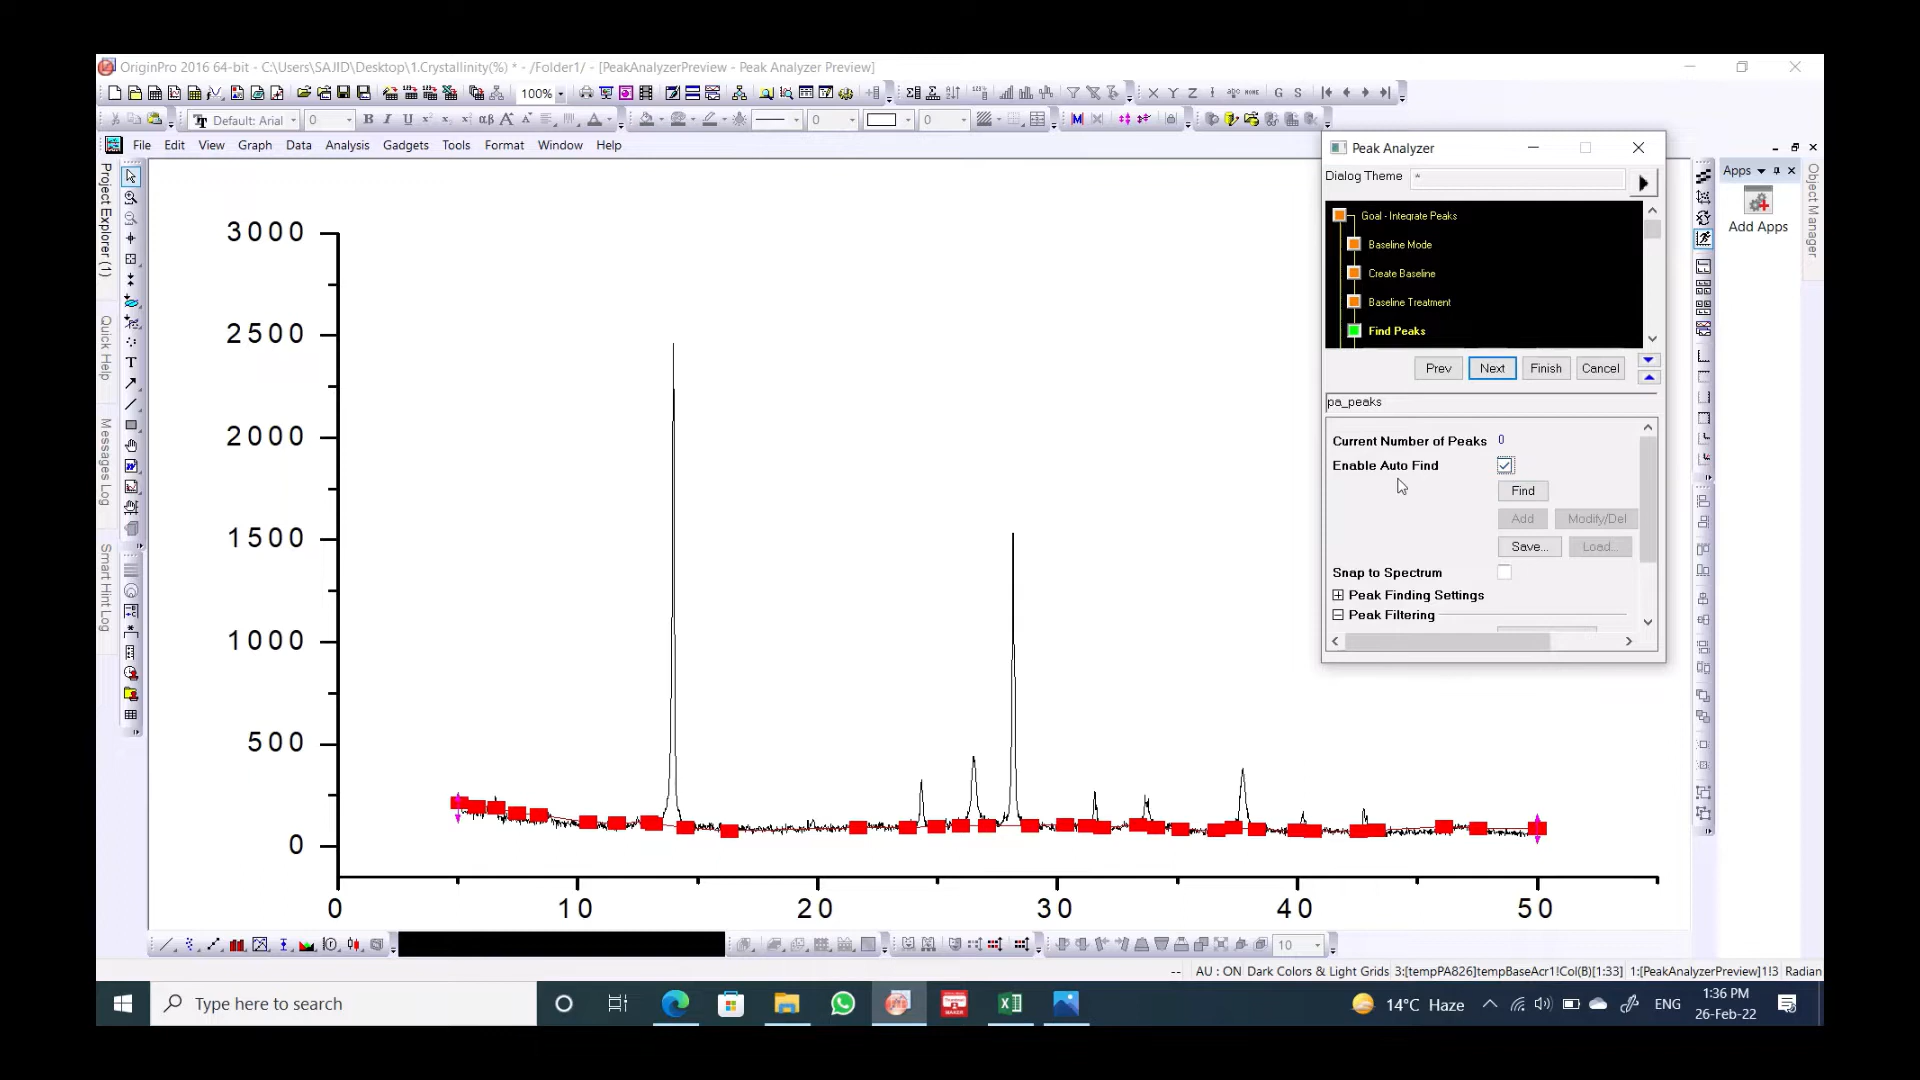 OriginPro 2016 64-bit - C:\Users\SAJID\Desktop\1.Crystallinity(%) * - /Folder1/ - [PeakAnalyzerPreview - Peak Analyzer Preview]
100%
Default: Arial 0 B I U αβ A A A 0 0
File Edit View Graph Data Analysis Gadgets Tools Format Window Help
Project Explorer (1)
Quick Help
Messages Log
Smart Hint Log
3000
2500
2000
1500
1000
500
0
0 10 20 30 40 50
Peak Analyzer
Dialog Theme *
Goal - Integrate Peaks
Baseline Mode
Create Baseline
Baseline Treatment
Find Peaks
Prev Next Finish Cancel
pa_peaks
Current Number of Peaks 0
Enable Auto Find
Find
Add Modify/Del
Save... Load...
Snap to Spectrum
Peak Finding Settings
Peak Filtering
Apps
Add Apps
Object Manager
10
-- AU : ON Dark Colors & Light Grids 3:[tempPA826]tempBaseAcr1!Col(B)[1:33] 1:[PeakAnalyzerPreview]1!3 Radian
Type here to search
14°C Haze
ENG
1:36 PM
26-Feb-22